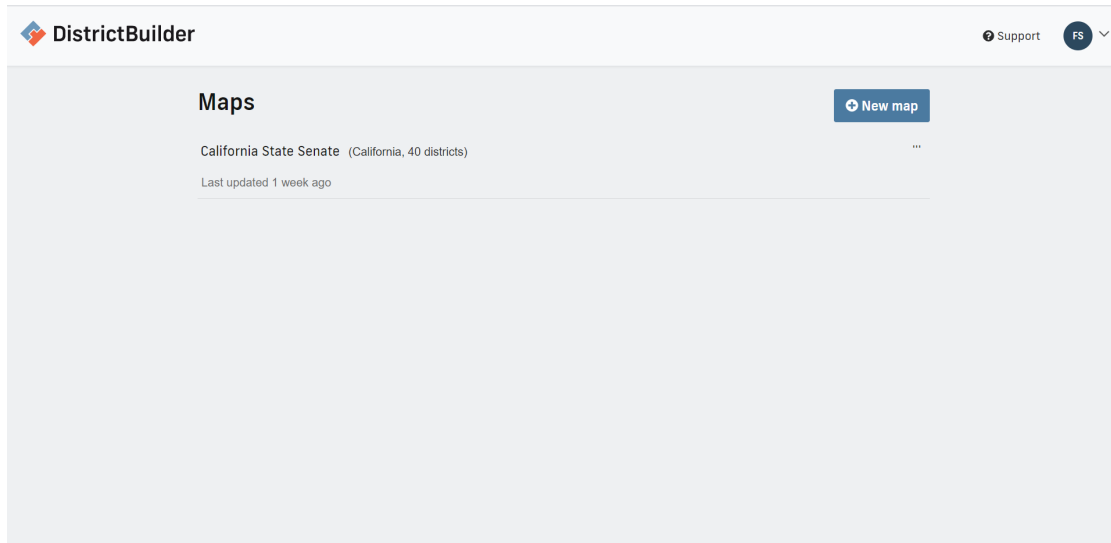 DistrictBuilder
Support
FS
Maps
New map
California State Senate (California, 40 districts)
...
Last updated 1 week ago